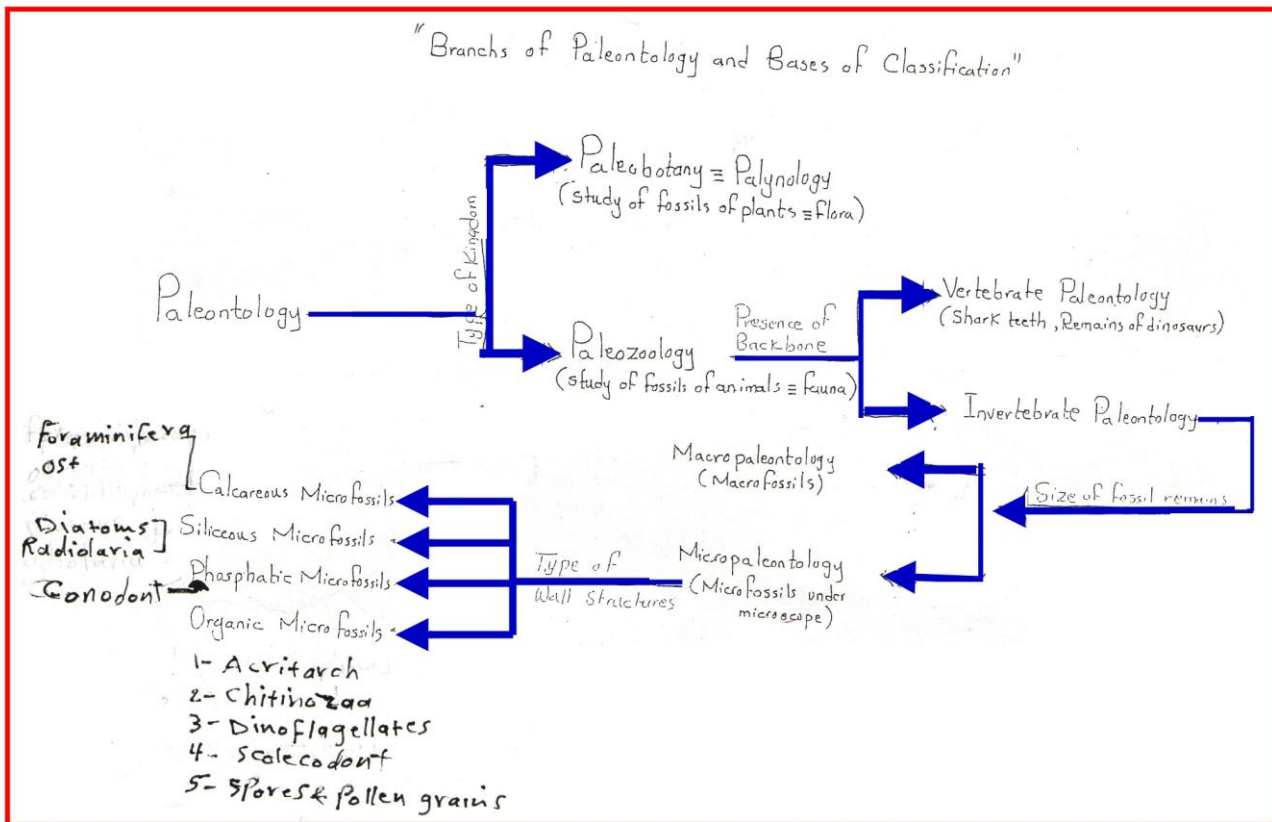 "Branchs of Paleontology and Bases of Classification"
Paleontology
Type of Kingdom
Paleobotany ≡ Palynology
(study of fossils of plants ≡ flora)
Paleozoology
(study of fossils of animals ≡ fauna)
Presence of
Backbone
Vertebrate Paleontology
(Shark teeth, Remains of dinosaurs)
Invertebrate Paleontology
Size of fossil remains
Macropaleontology
(Macrofossils)
Micropaleontology
(Microfossils under
microscope)
Type of
Wall Structures
Foraminifera
ost
Calcareous Microfossils
Diatoms
Radiolaria
Siliceous Microfossils
Phosphatic Microfossils
Conodont
Organic Microfossils
1- Acritarch
2- Chitinozoa
3- Dinoflagellates
4- Scolecodont
5- Spores & Pollen grains